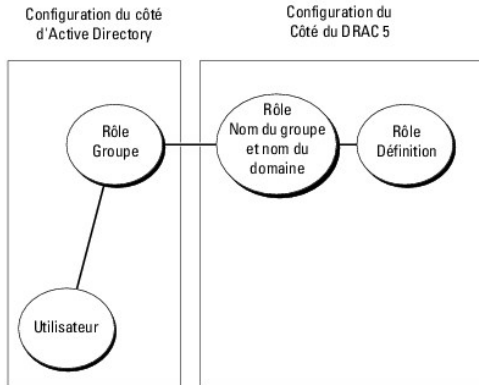 Configuration du côté
d'Active Directory
Configuration du
Côté du DRAC 5
Rôle
Groupe
Rôle
Nom du groupe
et nom du
domaine
Rôle
Définition
Utilisateur